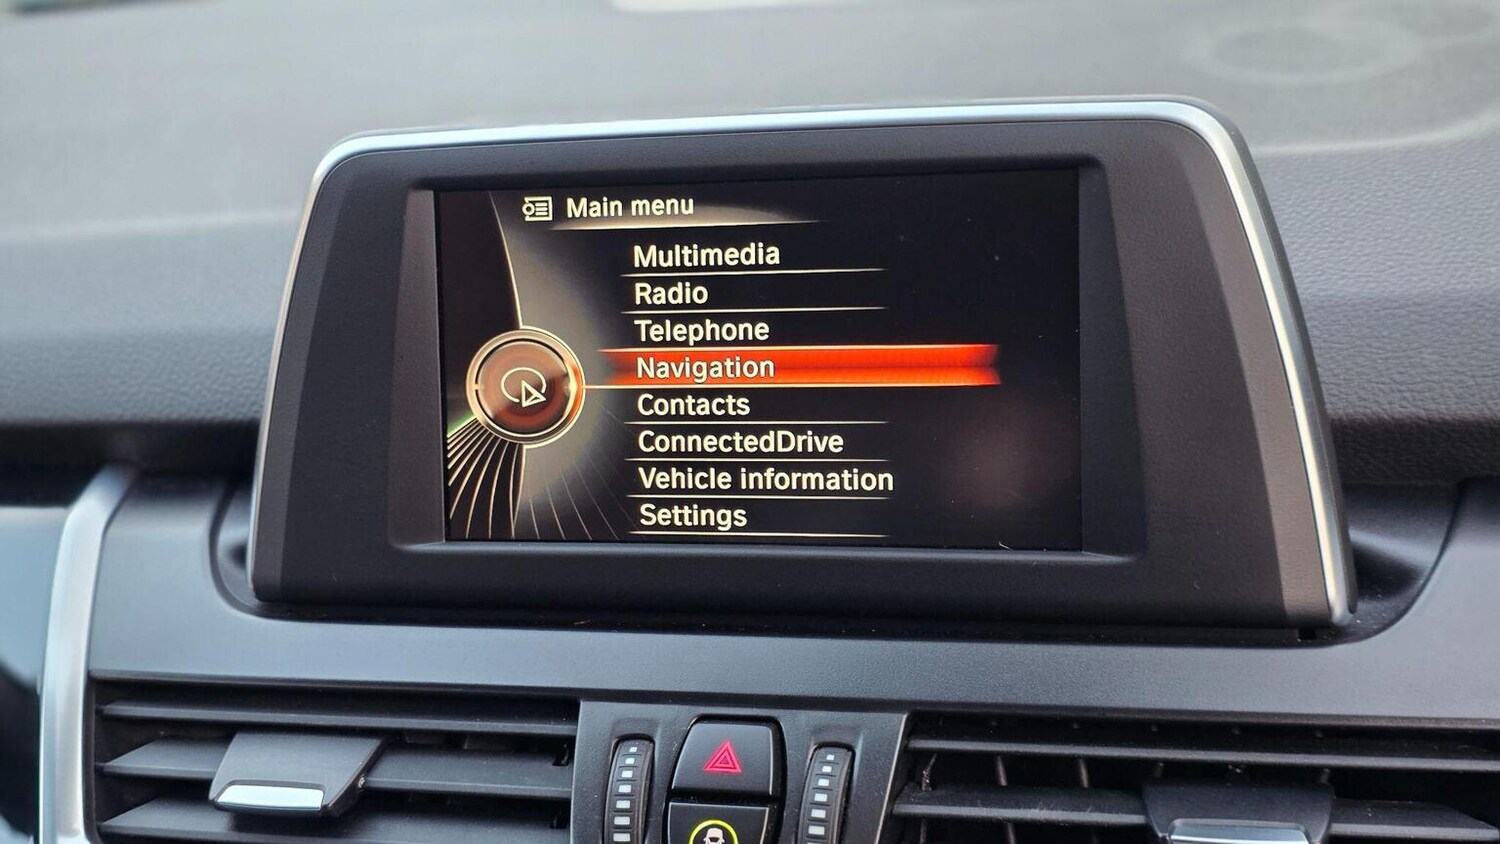 Main menu
Multimedia
Radio
Telephone
Navigation
Contacts
ConnectedDrive
Vehicle information
Settings